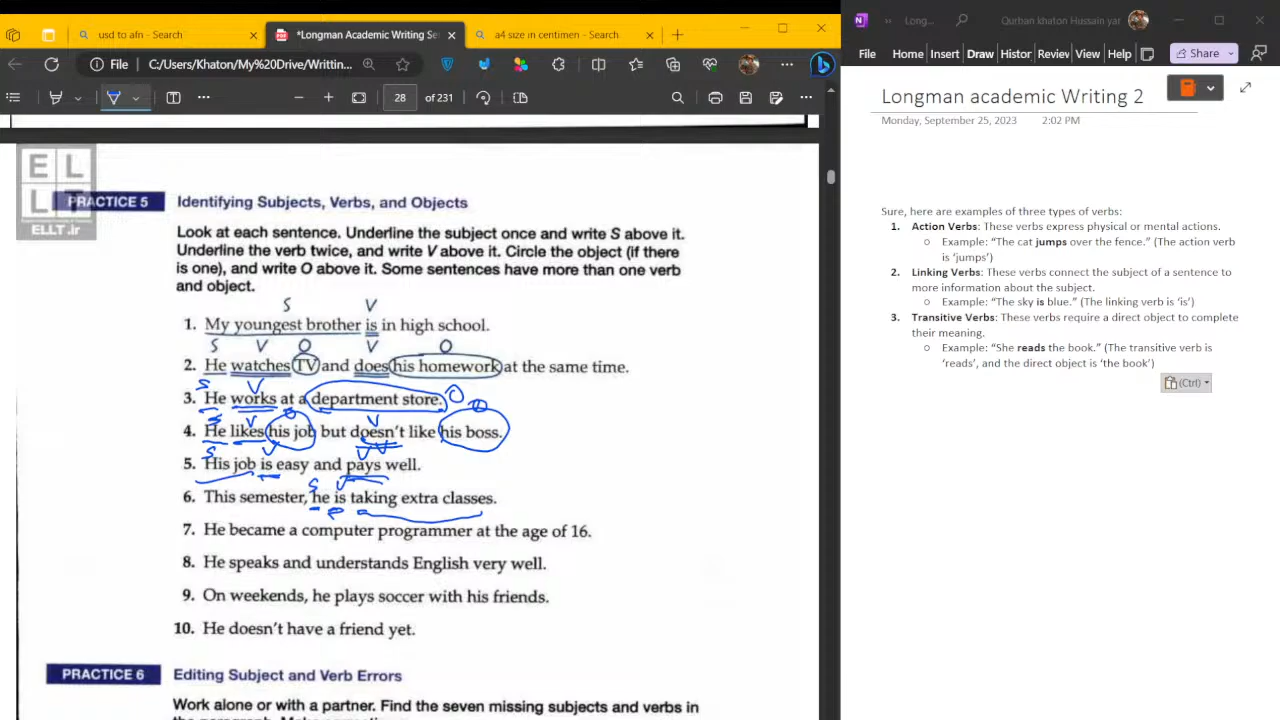 usd to afn - Search
*Longman Academic Writing Se
a4 size in centimen - Search
File
C:/Users/Khaton/My%20Drive/Writtin...
28
of 231
E L
L T
ELLT.ir
PRACTICE 5
Identifying Subjects, Verbs, and Objects
Look at each sentence. Underline the subject once and write S above it.
Underline the verb twice, and write V above it. Circle the object (if there
is one), and write O above it. Some sentences have more than one verb
and object.
S V
1. My youngest brother is in high school.
S V O V O
2. He watches TV and does his homework at the same time.
S V O
3. He works at a department store.
S V O V O
4. He likes his job but doesn't like his boss.
S V V
5. His job is easy and pays well.
S V
6. This semester, he is taking extra classes.
7. He became a computer programmer at the age of 16.
8. He speaks and understands English very well.
9. On weekends, he plays soccer with his friends.
10. He doesn't have a friend yet.
PRACTICE 6
Editing Subject and Verb Errors
Work alone or with a partner. Find the seven missing subjects and verbs in
Long...
Qurban khuton Hussain yar
File Home Insert Draw Histor Review View Help
Share
Longman academic Writing 2
Monday, September 25, 2023 2:02 PM
Sure, here are examples of three types of verbs:
1. Action Verbs: These verbs express physical or mental actions.
○ Example: “The cat jumps over the fence.” (The action verb
is ‘jumps’)
2. Linking Verbs: These verbs connect the subject of a sentence to
more information about the subject.
○ Example: “The sky is blue.” (The linking verb is ‘is’)
3. Transitive Verbs: These verbs require a direct object to complete
their meaning.
○ Example: “She reads the book.” (The transitive verb is
‘reads’, and the direct object is ‘the book’)
(Ctrl)